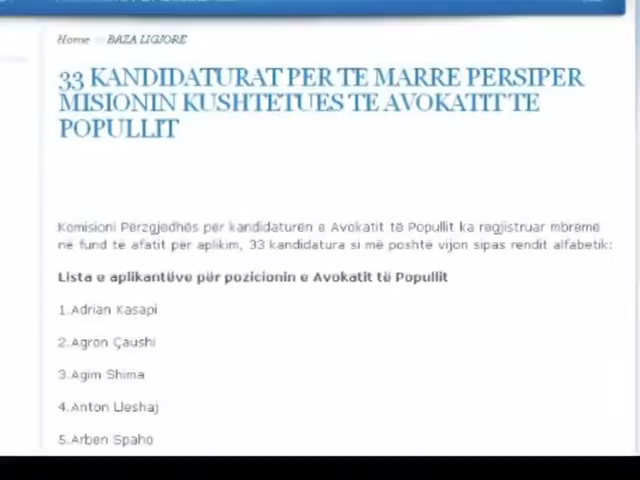 Home BAZA LIGJORE
33 KANDIDATURAT PER TE MARRE PERSIPER
MISIONIN KUSHTETUES TE AVOKATIT TE
POPULLIT
Komisioni Përzgjedhës për kandidaturën e Avokatit të Popullit ka regjistruar mbrëmë
në fund të afatit për aplikim, 33 kandidatura si më poshtë vijon sipas rendit alfabetik:
Lista e aplikantëve për pozicionin e Avokatit të Popullit
1.Adrian Kasapi
2.Agron Çaushi
3.Agim Shima
4.Anton Lleshaj
5.Arben Spaho